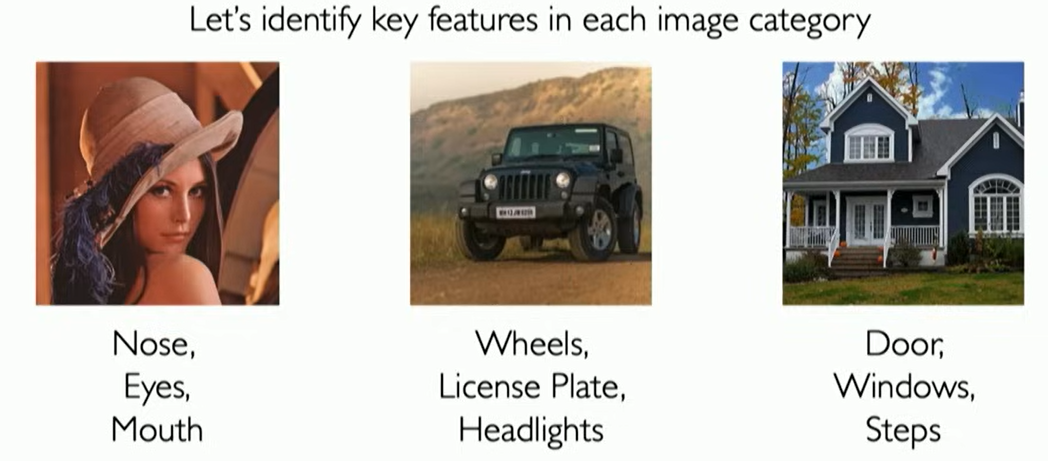 Let's identify key features in each image category
Nose,
Eyes,
Mouth
Wheels,
License Plate,
Headlights
Door,
Windows,
Steps